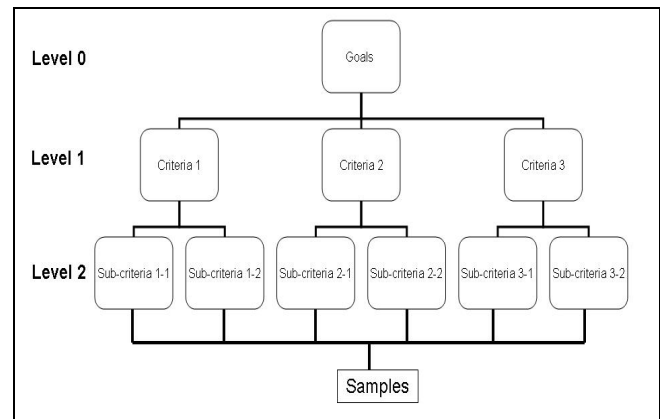 Level 0
Goals
Level 1
Criteria 1
Criteria 2
Criteria 3
Level 2
Sub-criteria 1-1
Sub-criteria 1-2
Sub-criteria 2-1
Sub-criteria 2-2
Sub-criteria 3-1
Sub-criteria 3-2
Samples